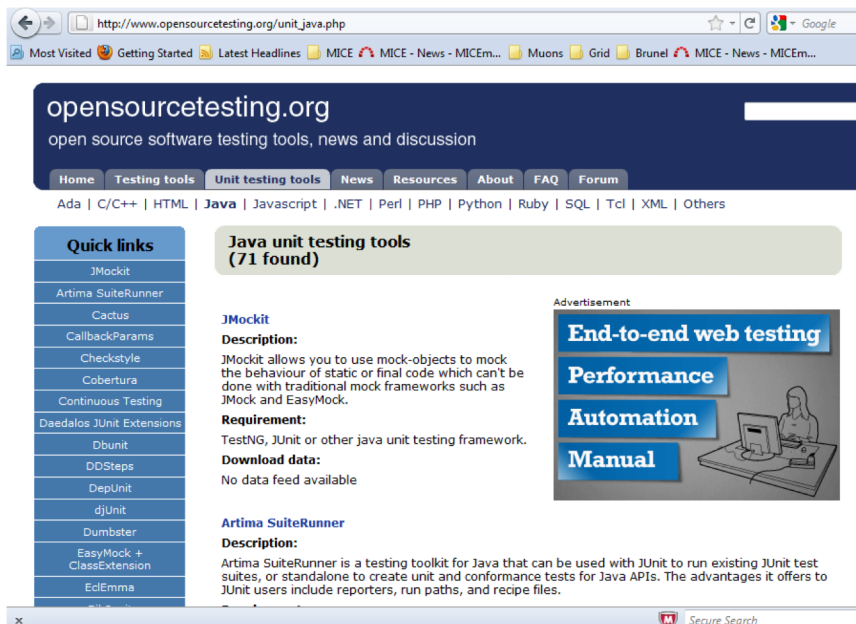 http://www.opensourcetesting.org/unit_java.php
Google
Most Visited Getting Started Latest Headlines MICE MICE - News - MICEm... Muons Grid Brunel MICE - News - MICEm...
opensourcetesting.org
open source software testing tools, news and discussion
Home Testing tools Unit testing tools News Resources About FAQ Forum
Ada | C/C++ | HTML | Java | Javascript | .NET | Perl | PHP | Python | Ruby | SQL | Tcl | XML | Others
Quick links
JMockit
Artima SuiteRunner
Cactus
CallbackParams
Checkstyle
Cobertura
Continuous Testing
Daedalos JUnit Extensions
Dbunit
DDSteps
DepUnit
djUnit
Dumbster
EasyMock +
ClassExtension
EclEmma
Java unit testing tools
(71 found)
JMockit
Description:
JMockit allows you to use mock-objects to mock
the behaviour of static or final code which can't be
done with traditional mock frameworks such as
JMock and EasyMock.
Requirement:
TestNG, JUnit or other java unit testing framework.
Download data:
No data feed available
Advertisement
End-to-end web testing
Performance
Automation
Manual
Artima SuiteRunner
Description:
Artima SuiteRunner is a testing toolkit for Java that can be used with JUnit to run existing JUnit test
suites, or standalone to create unit and conformance tests for Java APIs. The advantages it offers to
JUnit users include reporters, run paths, and recipe files.
x
Secure Search